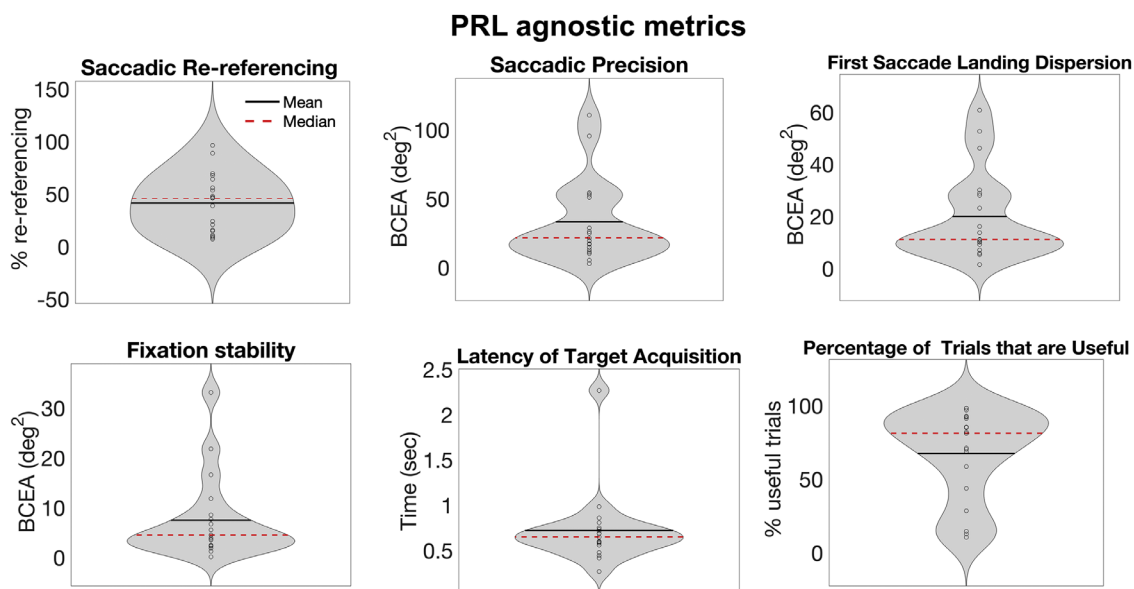 PRL agnostic metrics
Saccadic Re-referencing
% re-referencing
150
100
50
0
-50
Mean
Median
Saccadic Precision
BCEA (deg²)
100
50
0
First Saccade Landing Dispersion
BCEA (deg²)
60
40
20
0
Fixation stability
BCEA (deg²)
30
20
10
0
Latency of Target Acquisition
Time (sec)
2.5
2
1.5
1
0.5
Percentage of Trials that are Useful
% useful trials
100
50
0